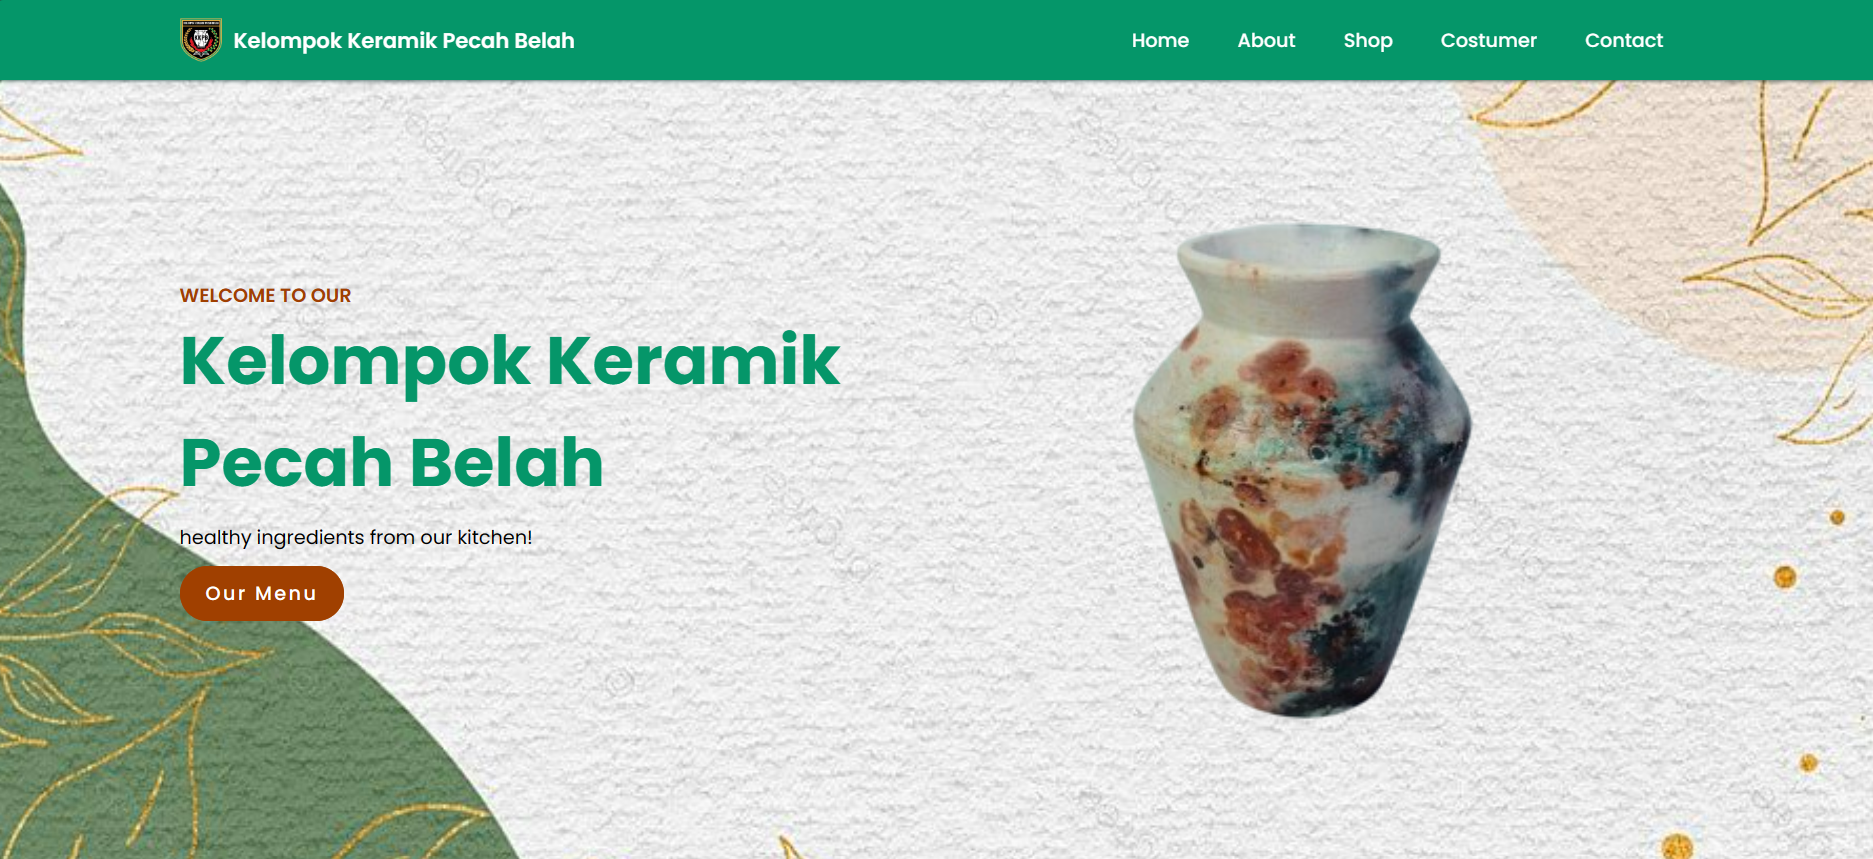 Kelompok Keramik Pecah Belah
Home About Shop Costumer Contact
WELCOME TO OUR
Kelompok Keramik
Pecah Belah
healthy ingredients from our kitchen!
Our Menu